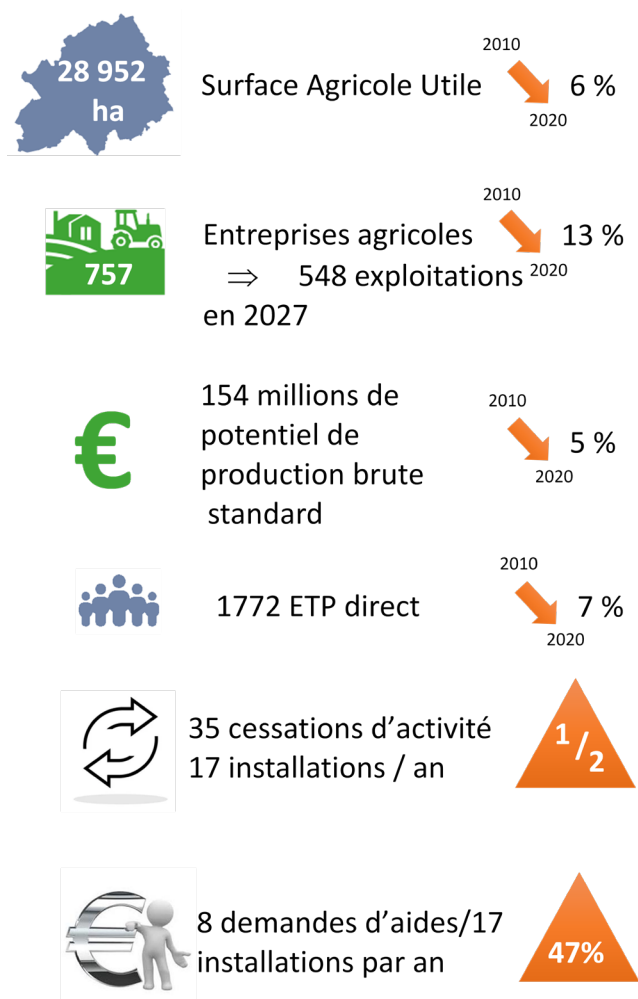 28 952
ha
Surface Agricole Utile
2010
6 %
2020
757
Entreprises agricoles
⇒ 548 exploitations
en 2027
2010
13 %
2020
154 millions de
potentiel de
production brute
standard
2010
5 %
2020
1772 ETP direct
2010
7 %
2020
35 cessations d’activité
17 installations / an
1/2
8 demandes d’aides/17
installations par an
47%